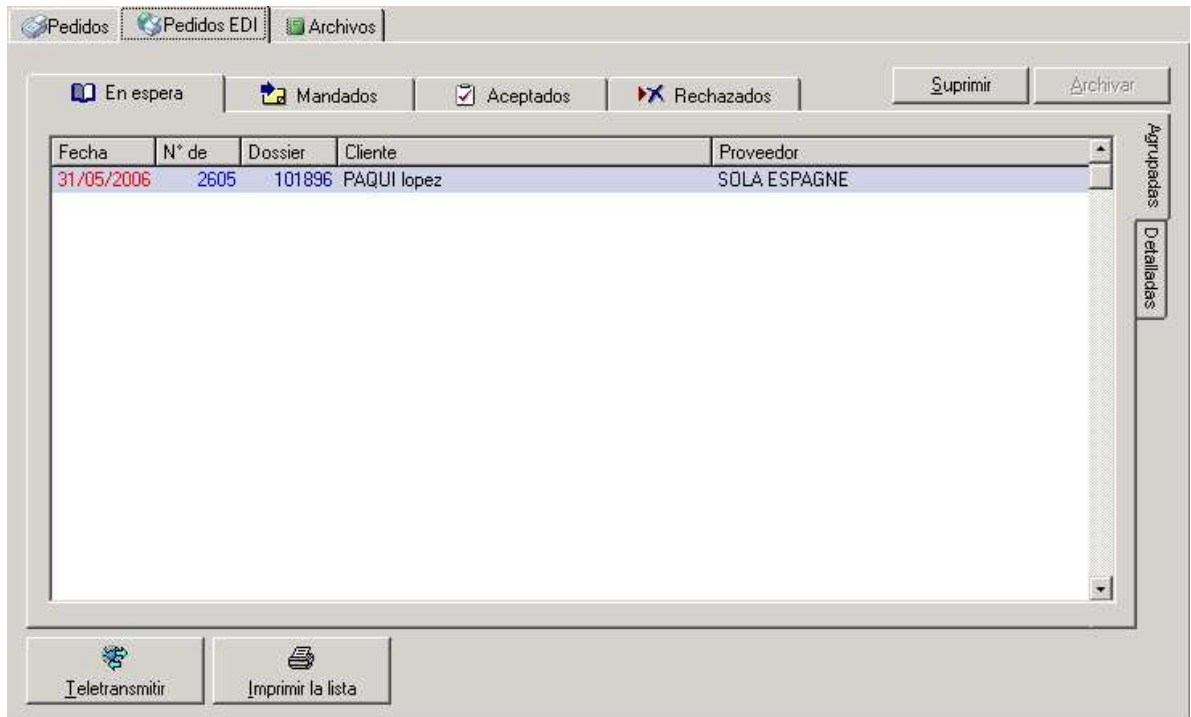 Pedidos Pedidos EDI Archivos
En espera Mandados Aceptados Rechazados Suprimir Archivar
Fecha N° de Dossier Cliente Proveedor
31/05/2006 2605 101896 PAQUI lopez SOLA ESPAGNE
Agrupadas
Detalladas
Teletransmitir Imprimir la lista